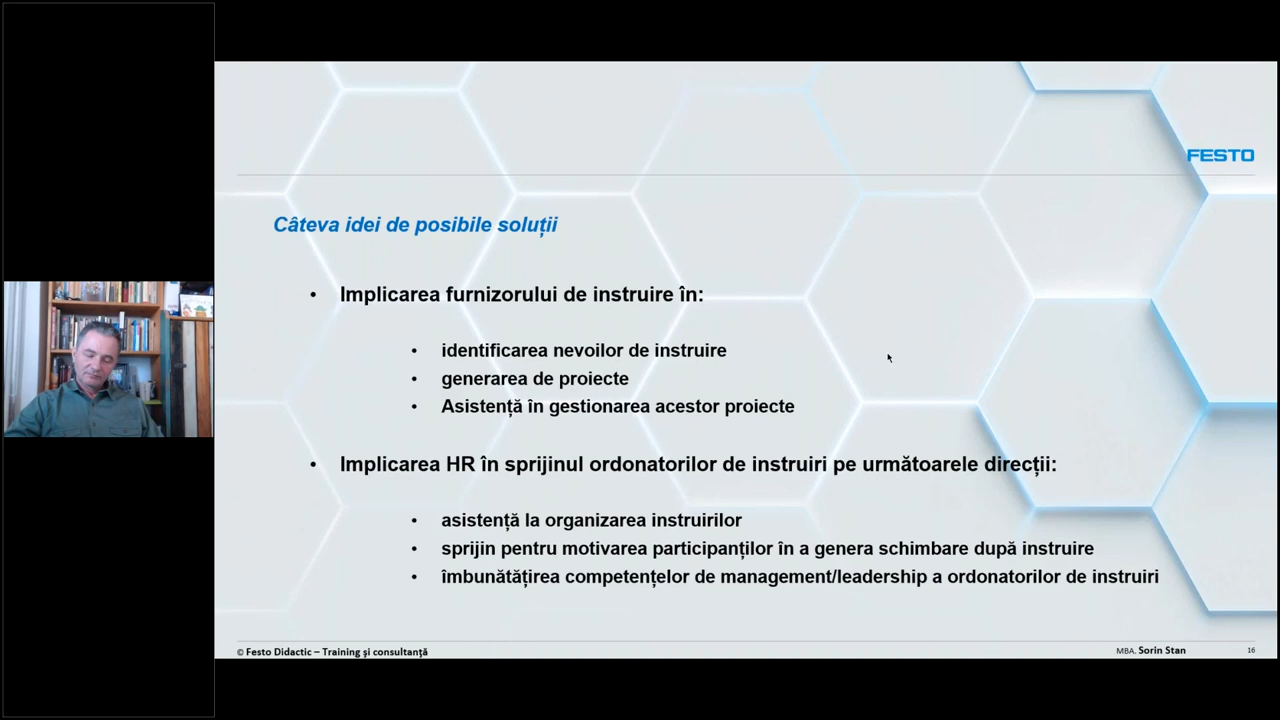 FESTO
Câteva idei de posibile soluții
• Implicarea furnizorului de instruire în:
• identificarea nevoilor de instruire
• generarea de proiecte
• Asistență în gestionarea acestor proiecte
• Implicarea HR în sprijinul ordonatorilor de instruiri pe următoarele direcții:
• asistență la organizarea instruirilor
• sprijin pentru motivarea participanților în a genera schimbare după instruire
• îmbunătățirea competențelor de management/leadership a ordonatorilor de instruiri
© Festo Didactic – Training şi consultanţă
MBA. Sorin Stan
16